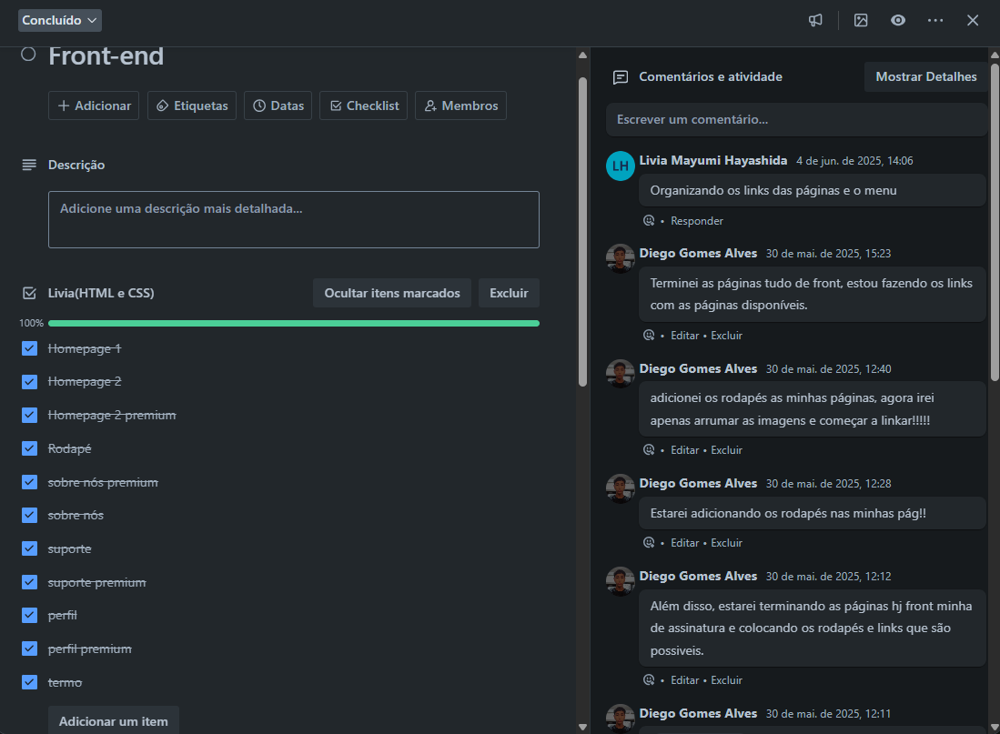 Concluído
Front-end
Adicionar
Etiquetas
Datas
Checklist
Membros
Descrição
Adicione uma descrição mais detalhada...
Livia(HTML e CSS)
Ocultar itens marcados
Excluir
100%
Homepage 1
Homepage 2
Homepage 2 premium
Rodapé
sobre nós premium
sobre nós
suporte
suporte premium
perfil
perfil premium
termo
Adicionar um item
Comentários e atividade
Mostrar Detalhes
Escrever um comentário...
LH
Livia Mayumi Hayashida 4 de jun. de 2025, 14:06
Organizando os links das páginas e o menu
• Responder
Diego Gomes Alves 30 de mai. de 2025, 15:23
Terminei as páginas tudo de front, estou fazendo os links
com as páginas disponíveis.
• Editar • Excluir
Diego Gomes Alves 30 de mai. de 2025, 12:40
adicionei os rodapés as minhas páginas, agora irei
apenas arrumar as imagens e começar a linkar!!!!!
• Editar • Excluir
Diego Gomes Alves 30 de mai. de 2025, 12:28
Estarei adicionando os rodapés nas minhas pág!!
• Editar • Excluir
Diego Gomes Alves 30 de mai. de 2025, 12:12
Além disso, estarei terminando as páginas hj front minha
de assinatura e colocando os rodapés e links que são
possiveis.
• Editar • Excluir
Diego Gomes Alves 30 de mai. de 2025, 12:11